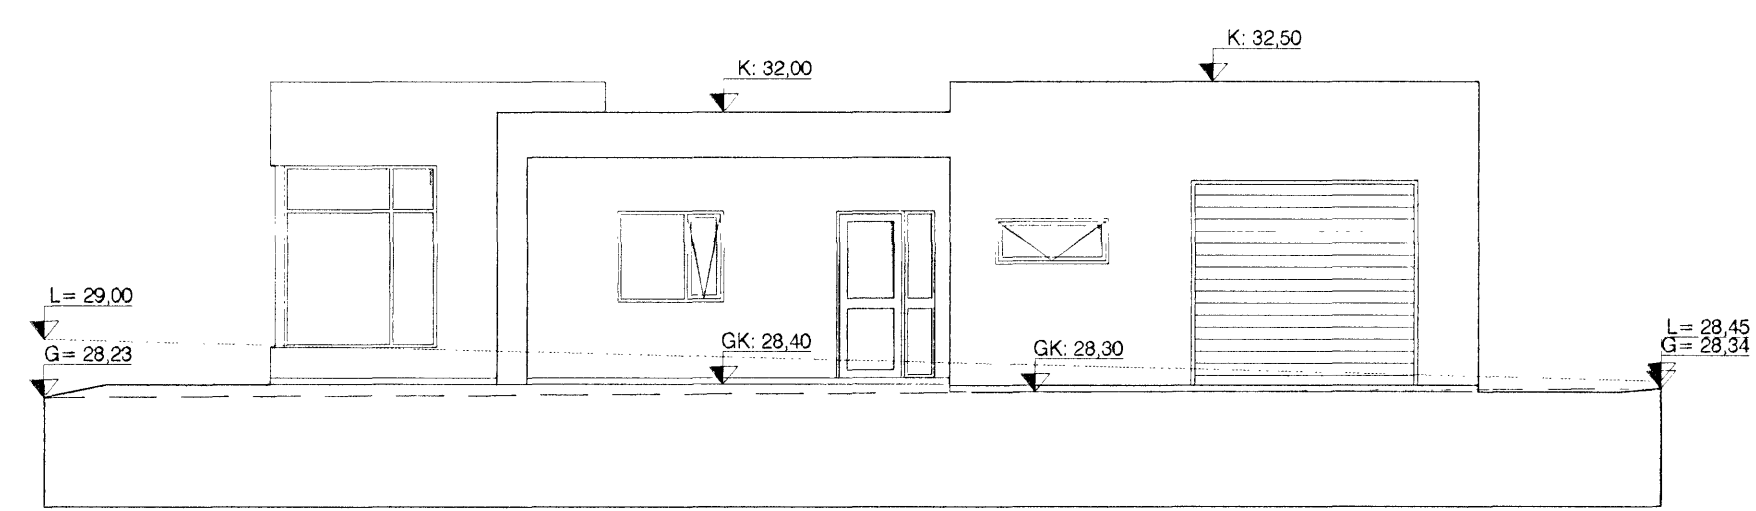 K: 32,50
K: 32,00
L= 29,00
G= 28,23
GK: 28,40
GK: 28,30
L= 28,45
G= 28,34